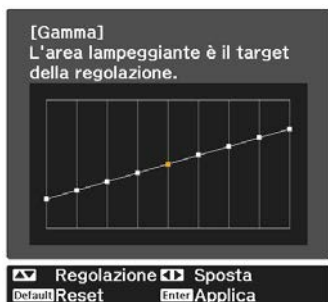 [Gamma]
L'area lampeggiante è il target
della regolazione.
Regolazione Sposta
Default Reset Enter Applica